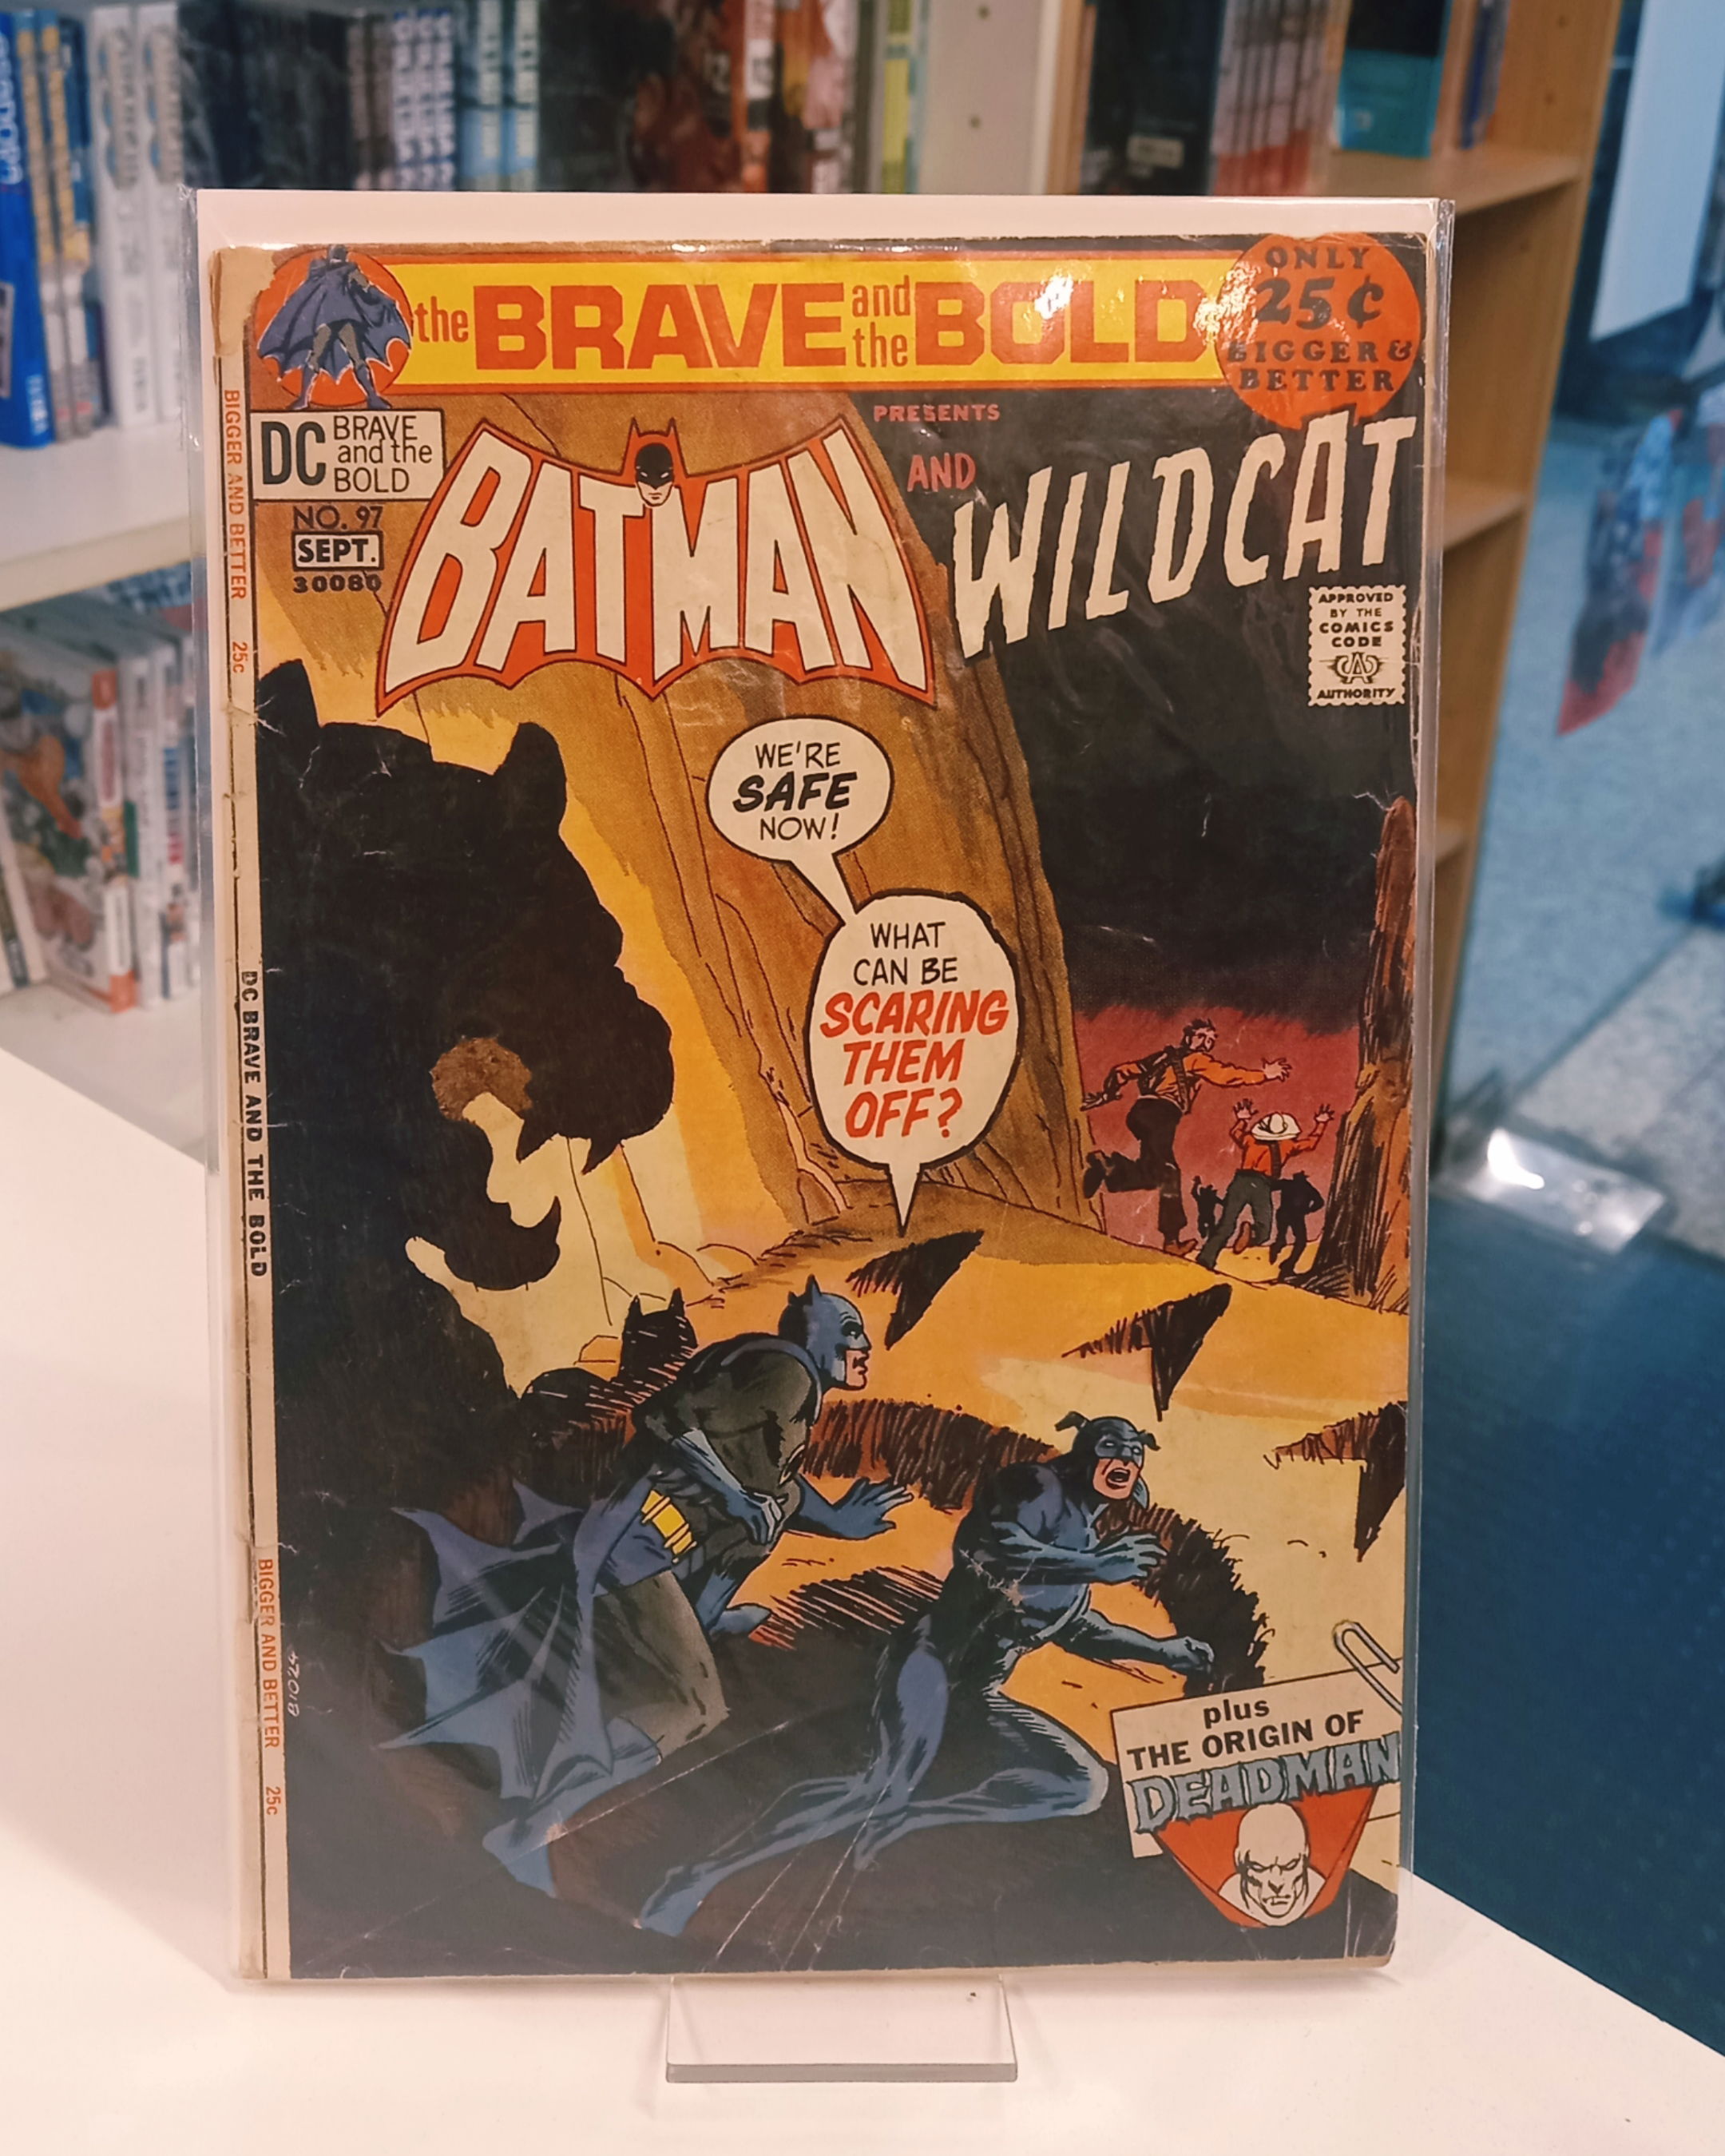 the BRAVE and the BOLD
ONLY
25¢
BIGGER &
BETTER
PRESENTS
DC BRAVE
and the
BOLD
NO. 97
SEPT.
30080
BATMAN
AND
WILDCAT
APPROVED
BY THE
COMICS
CODE
AUTHORITY
WE'RE
SAFE
NOW!
WHAT
CAN BE
SCARING
THEM
OFF?
plus
THE ORIGIN OF
DEADMAN
BIGGER AND BETTER 25c
DC BRAVE AND THE BOLD
BIGGER AND BETTER 25c